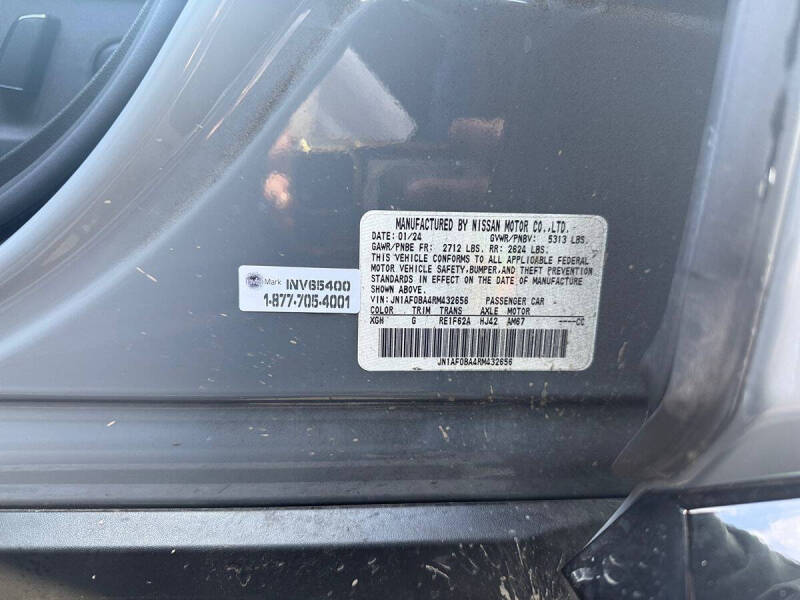 MANUFACTURED BY NISSAN MOTOR CO.,LTD.
DATE: 01/24 GVWR/PNBV: 5313 LBS.
GAWR/PNBE FR: 2712 LBS. RR: 2624 LBS.
THIS VEHICLE CONFORMS TO ALL APPLICABLE FEDERAL
MOTOR VEHICLE SAFETY,BUMPER,AND THEFT PREVENTION
STANDARDS IN EFFECT ON THE DATE OF MANUFACTURE
SHOWN ABOVE.
VIN: JN1AF0BA4RM432656 PASSENGER CAR
COLOR TRIM TRANS AXLE MOTOR
XGH G RE1F62A HJ42 AM67 ----CC
JN1AF0BA4RM432656
Mark INV65400
1-877-705-4001